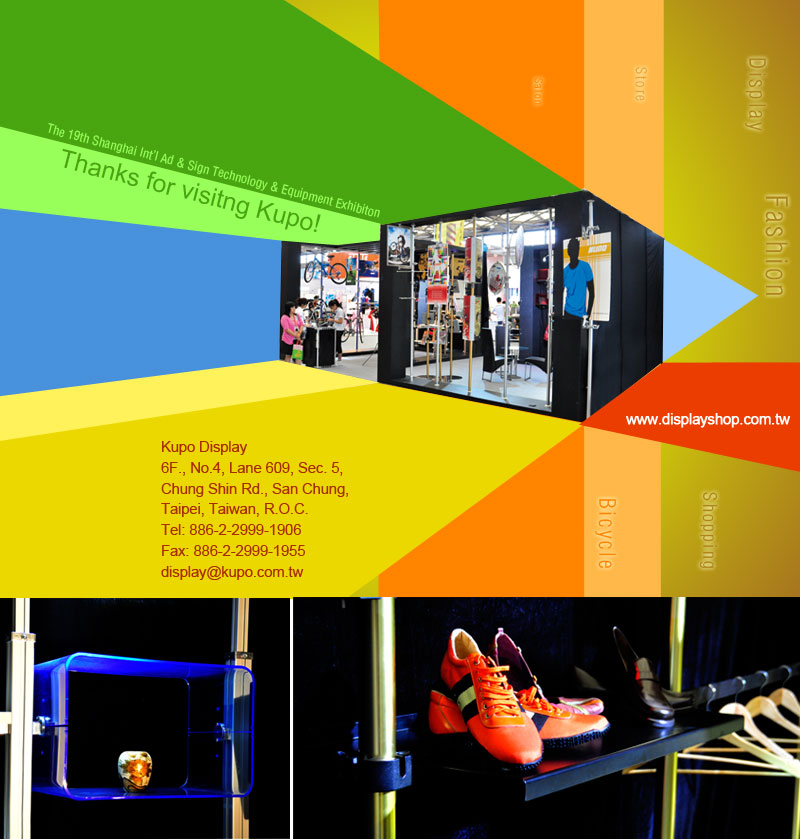 Salon
Store
Display
Fashion
The 19th Shanghai Int'l Ad & Sign Technology & Equipment Exhibiton
Thanks for visitng Kupo!
www.displayshop.com.tw
Kupo Display
6F., No.4, Lane 609, Sec. 5,
Chung Shin Rd., San Chung,
Taipei, Taiwan, R.O.C.
Tel: 886-2-2999-1906
Fax: 886-2-2999-1955
display@kupo.com.tw
Bicycle
Shopping